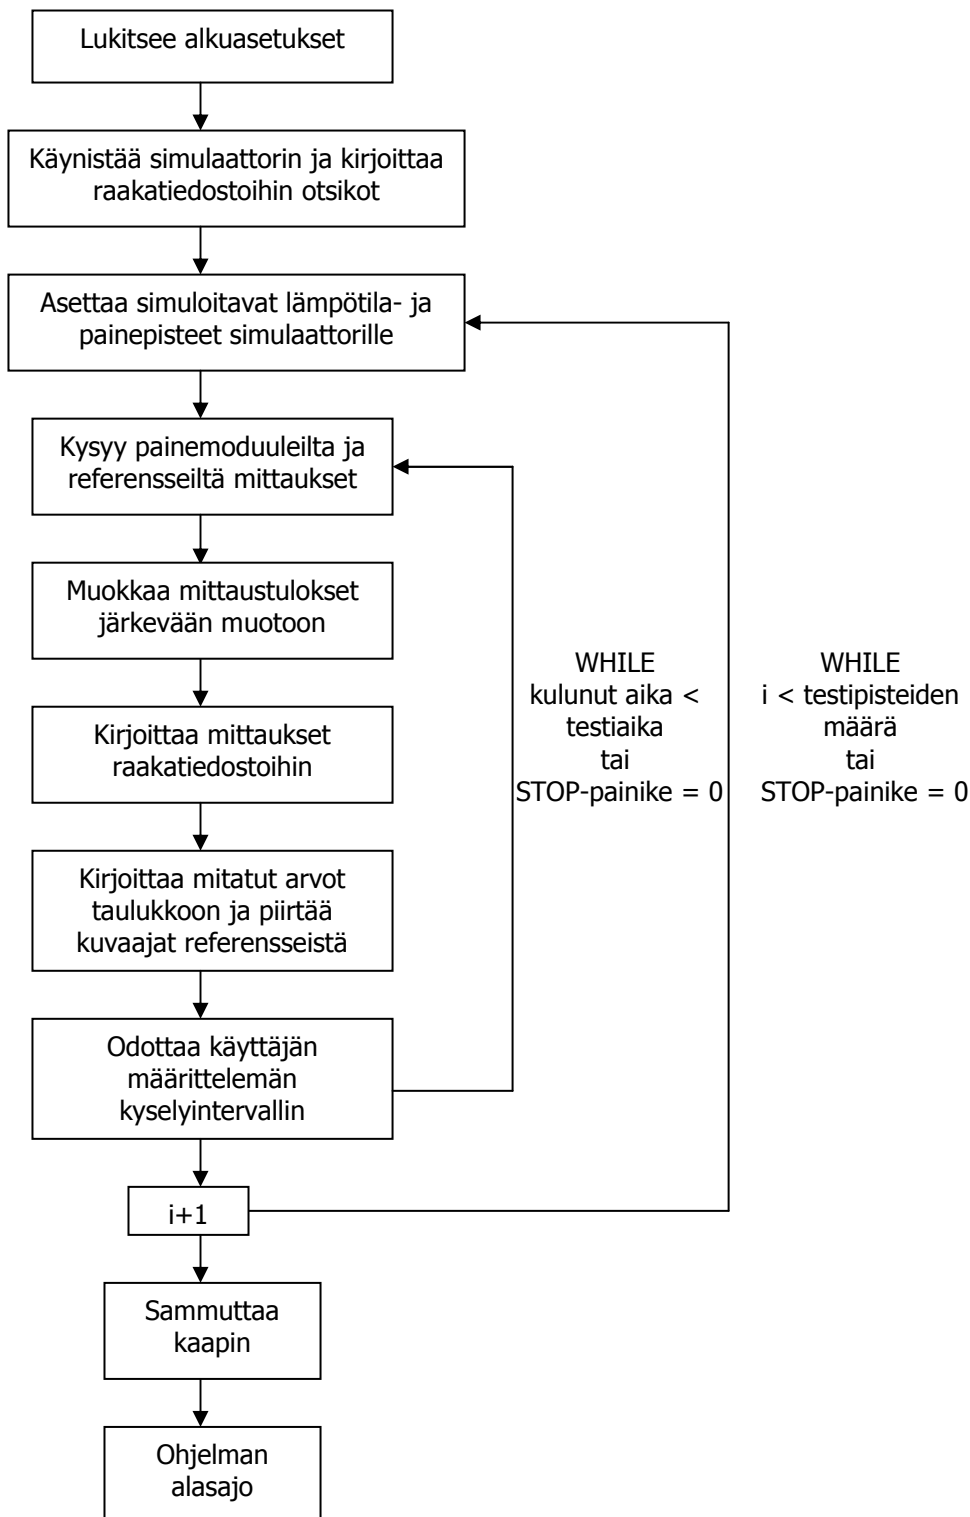 Lukitsee alkuasetukset
Käynistää simulaattorin ja kirjoittaa
raakatiedostoihin otsikot
Asettaa simuloitavat lämpötila- ja
painepisteet simulaattorille
Kysyy painemoduuleilta ja
referensseiltä mittaukset
Muokkaa mittaustulokset
järkevään muotoon
Kirjoittaa mittaukset
raakatiedostoihin
Kirjoittaa mitatut arvot
taulukkoon ja piirtää
kuvaajat referensseistä
Odottaa käyttäjän
määrittelemän
kyselyintervallin
WHILE
kulunut aika <
testiaika
tai
STOP-painike = 0
WHILE
i < testipisteiden
määrä
tai
STOP-painike = 0
i+1
Sammuttaa
kaapin
Ohjelman
alasajo